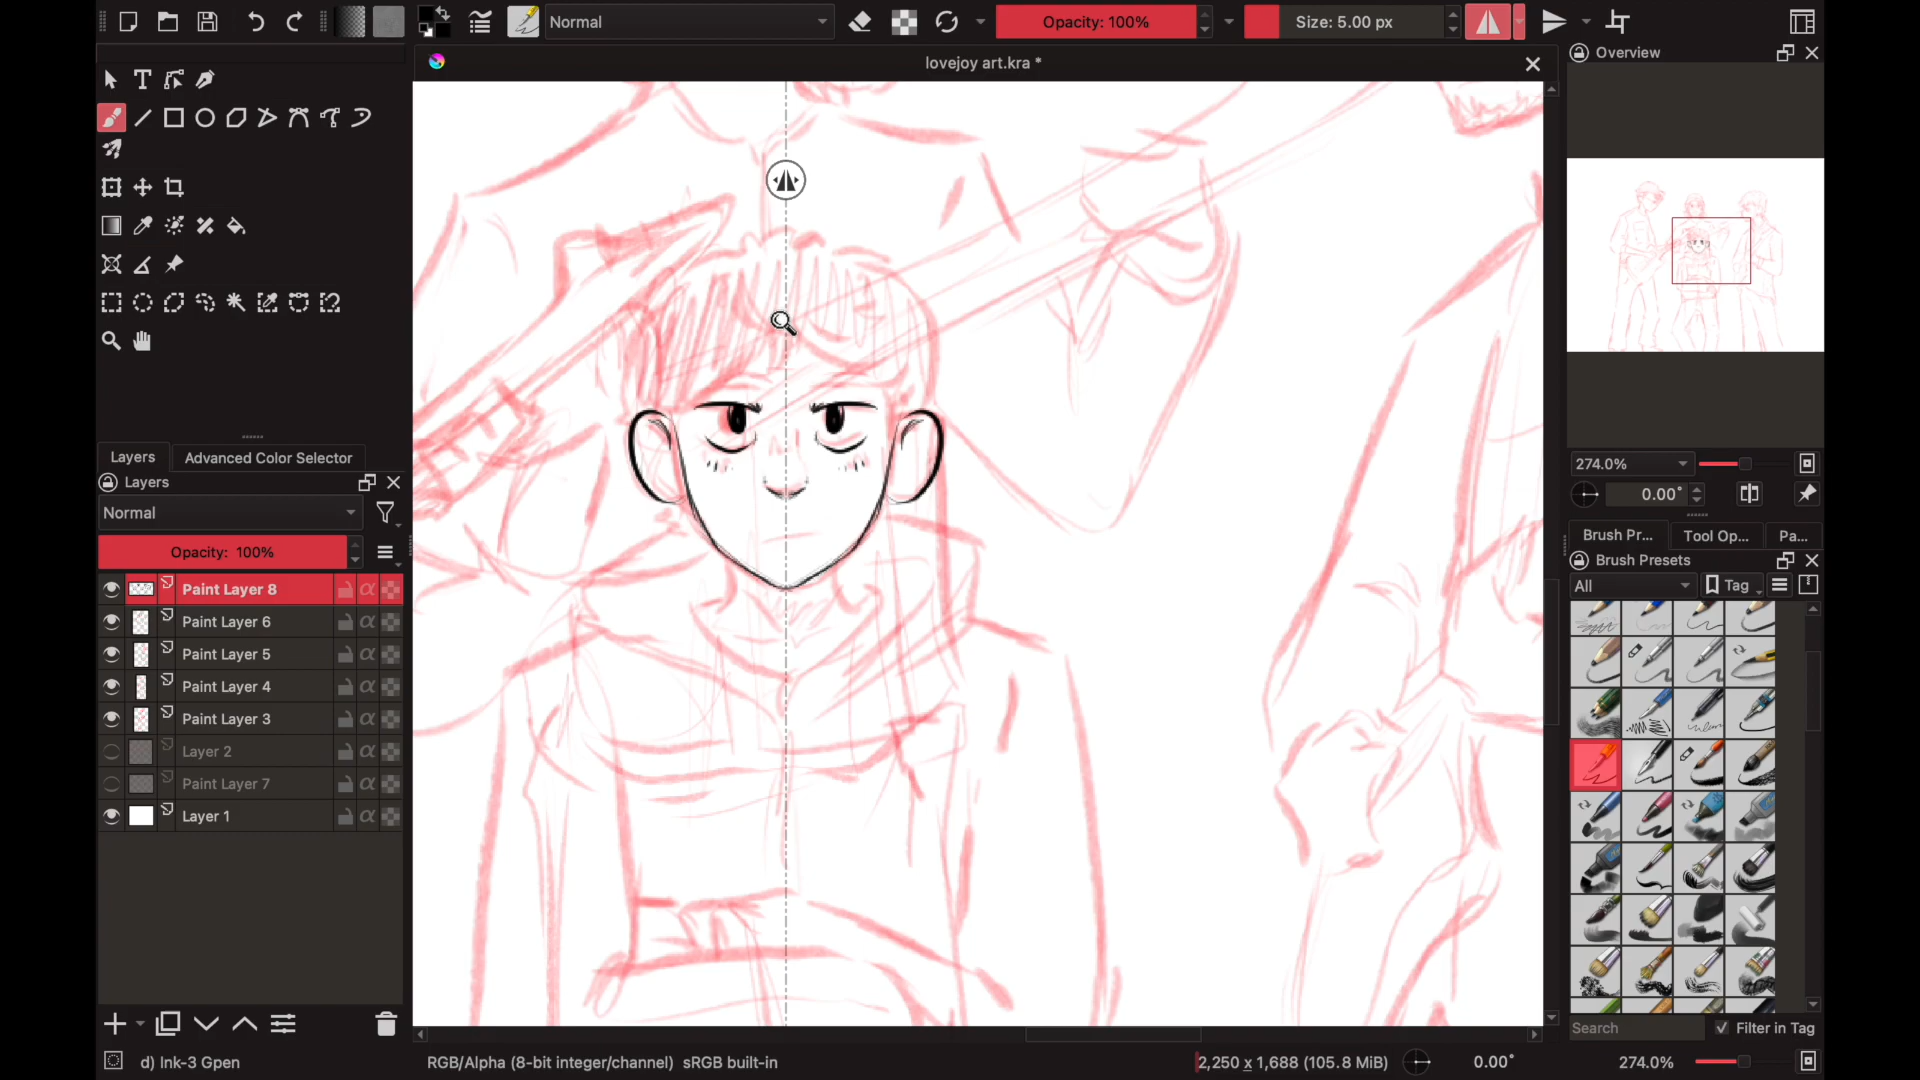 Normal
Opacity: 100%
Size: 5.00 px
lovejoy art.kra *
Overview
274.0%
0.00°
Layers
Advanced Color Selector
Layers
Normal
Opacity: 100%
Paint Layer 8
Paint Layer 6
Paint Layer 5
Paint Layer 4
Paint Layer 3
Layer 2
Paint Layer 7
Layer 1
Brush Pr...
Tool Op...
Pa...
Brush Presets
All
Tag
Search
Filter in Tag
d) Ink-3 Gpen
RGB/Alpha (8-bit integer/channel) sRGB built-in
2,250 x 1,688 (105.8 MiB)
0.00°
274.0%